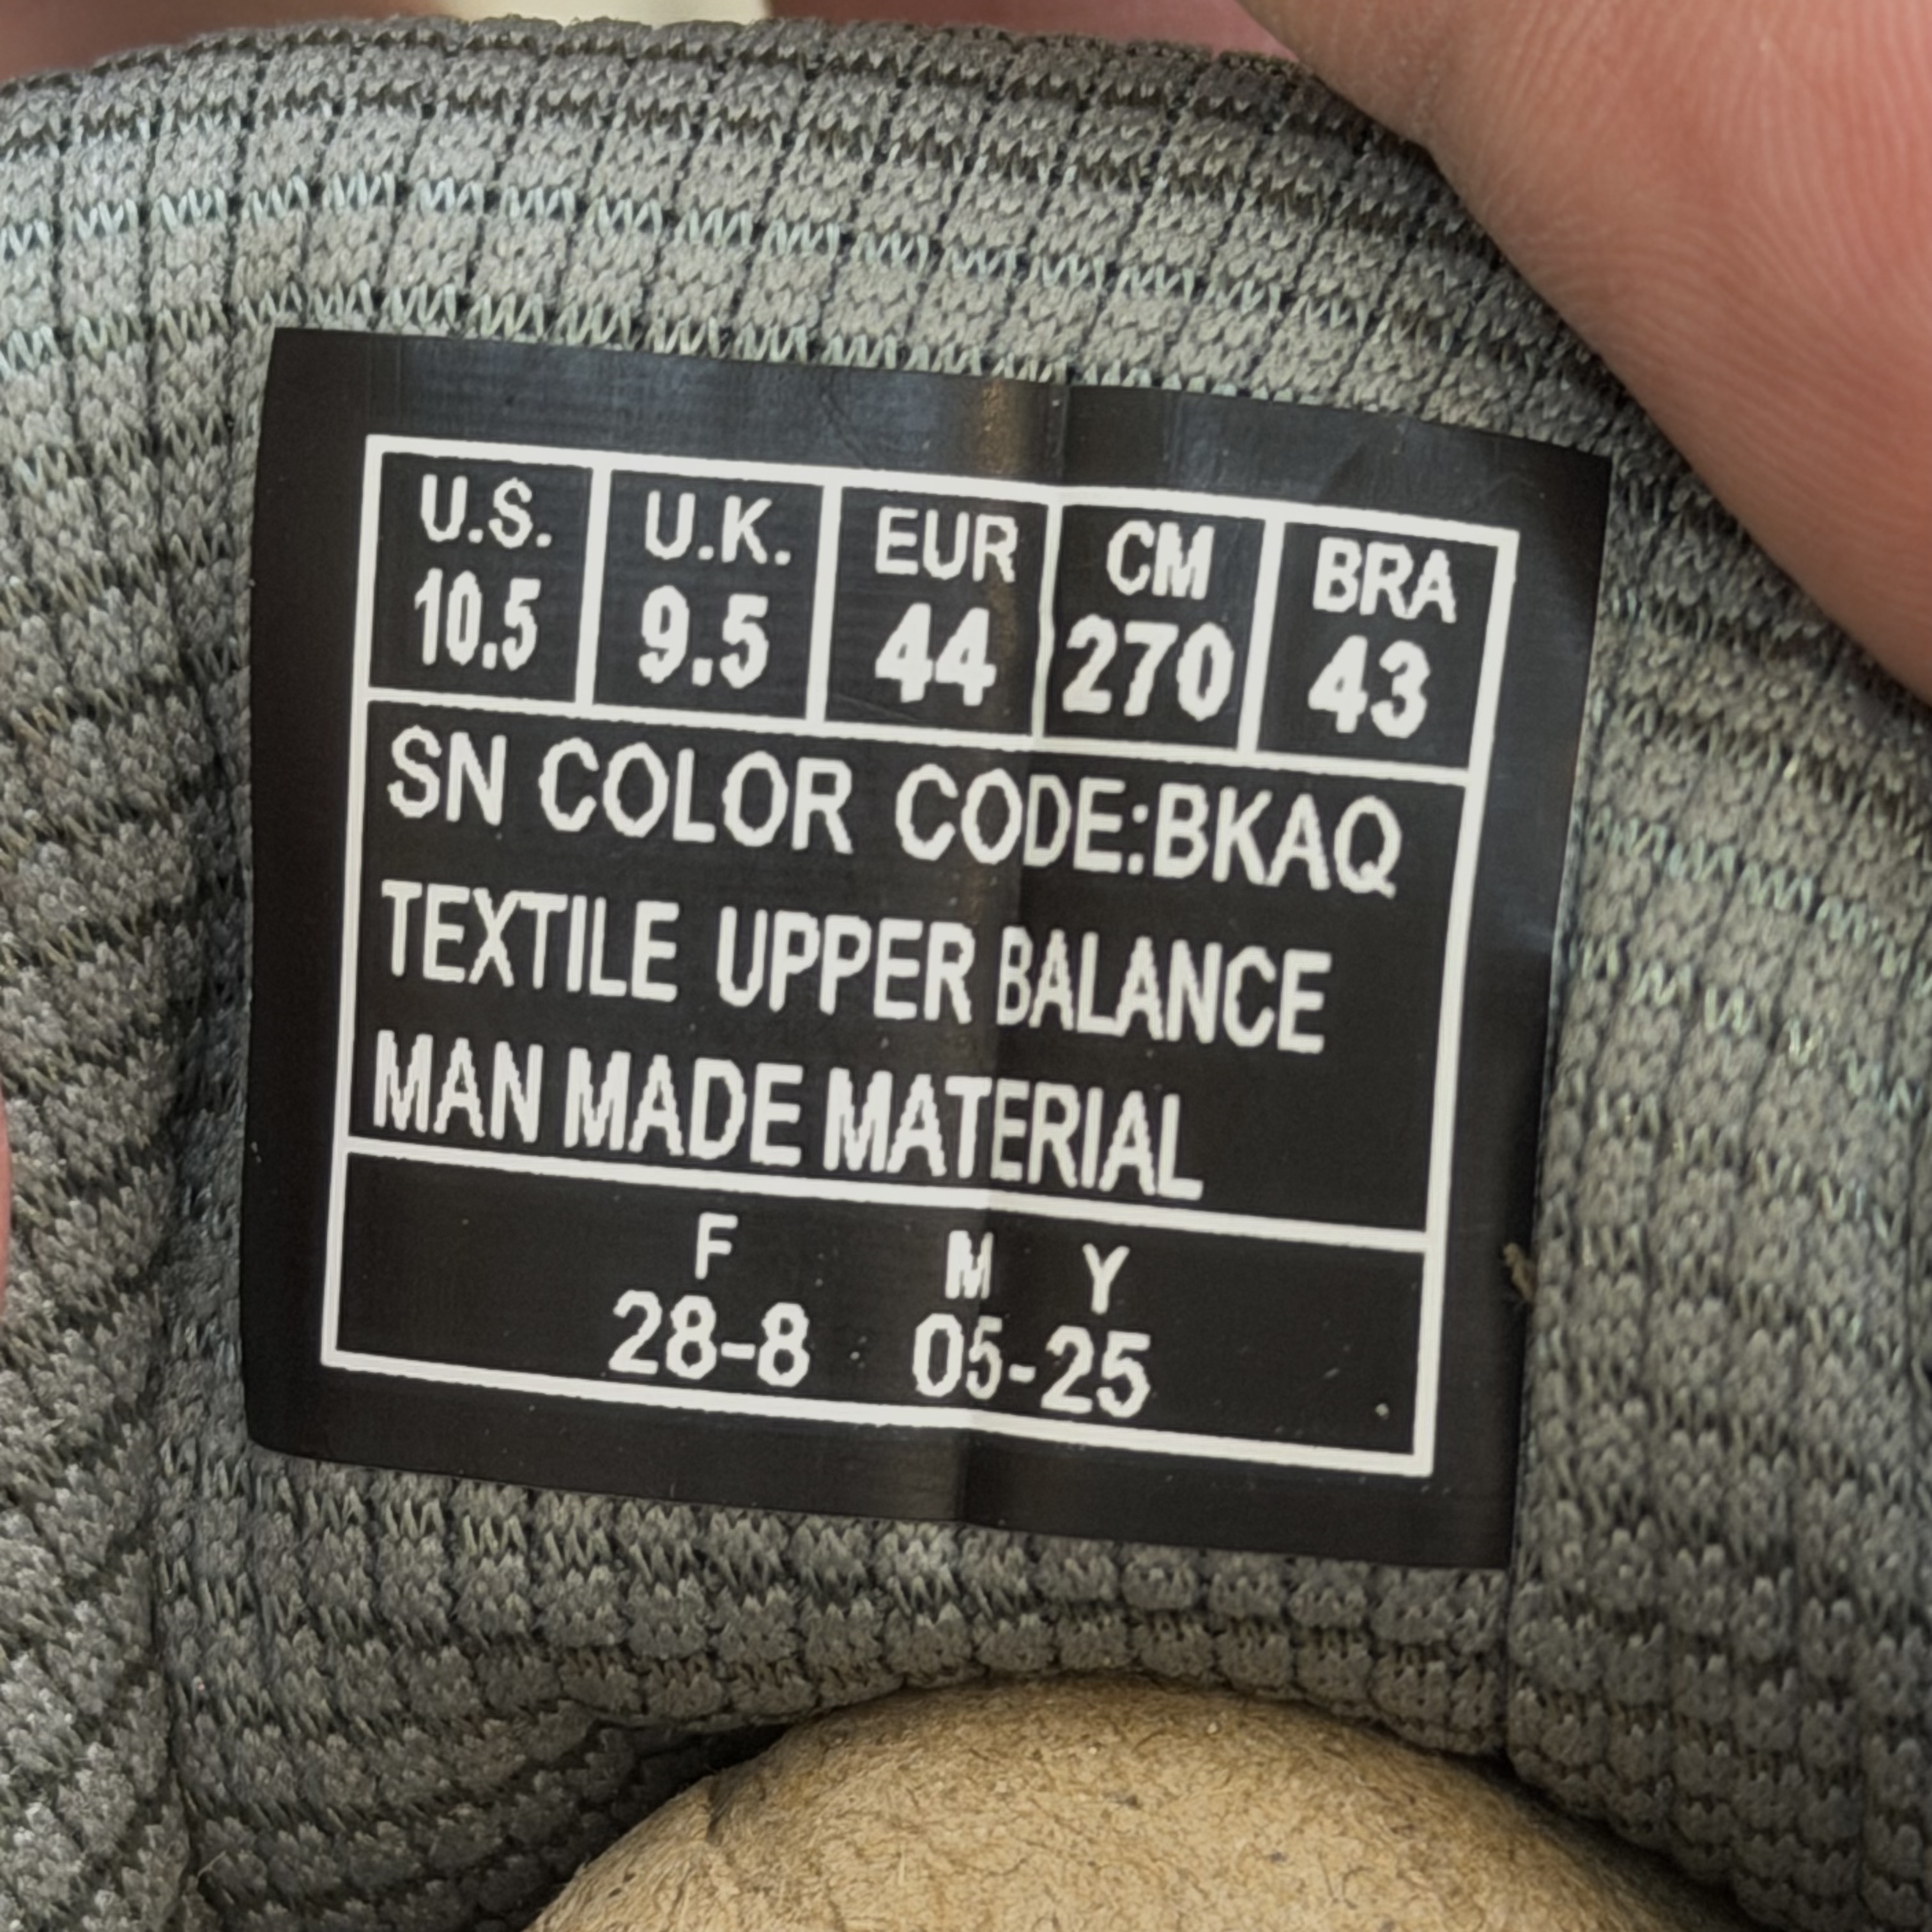 U.S. U.K. EUR CM BRA
10.5 9.5 44 270 43
SN COLOR CODE:BKAQ
TEXTILE UPPER BALANCE
MAN MADE MATERIAL
F M Y
28-8 05-25